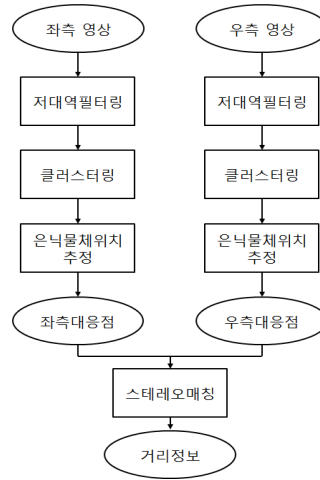 좌측 영상
우측 영상
저대역필터링
저대역필터링
클러스터링
클러스터링
은닉물체위치
추정
은닉물체위치
추정
좌측대응점
우측대응점
스테레오매칭
거리정보